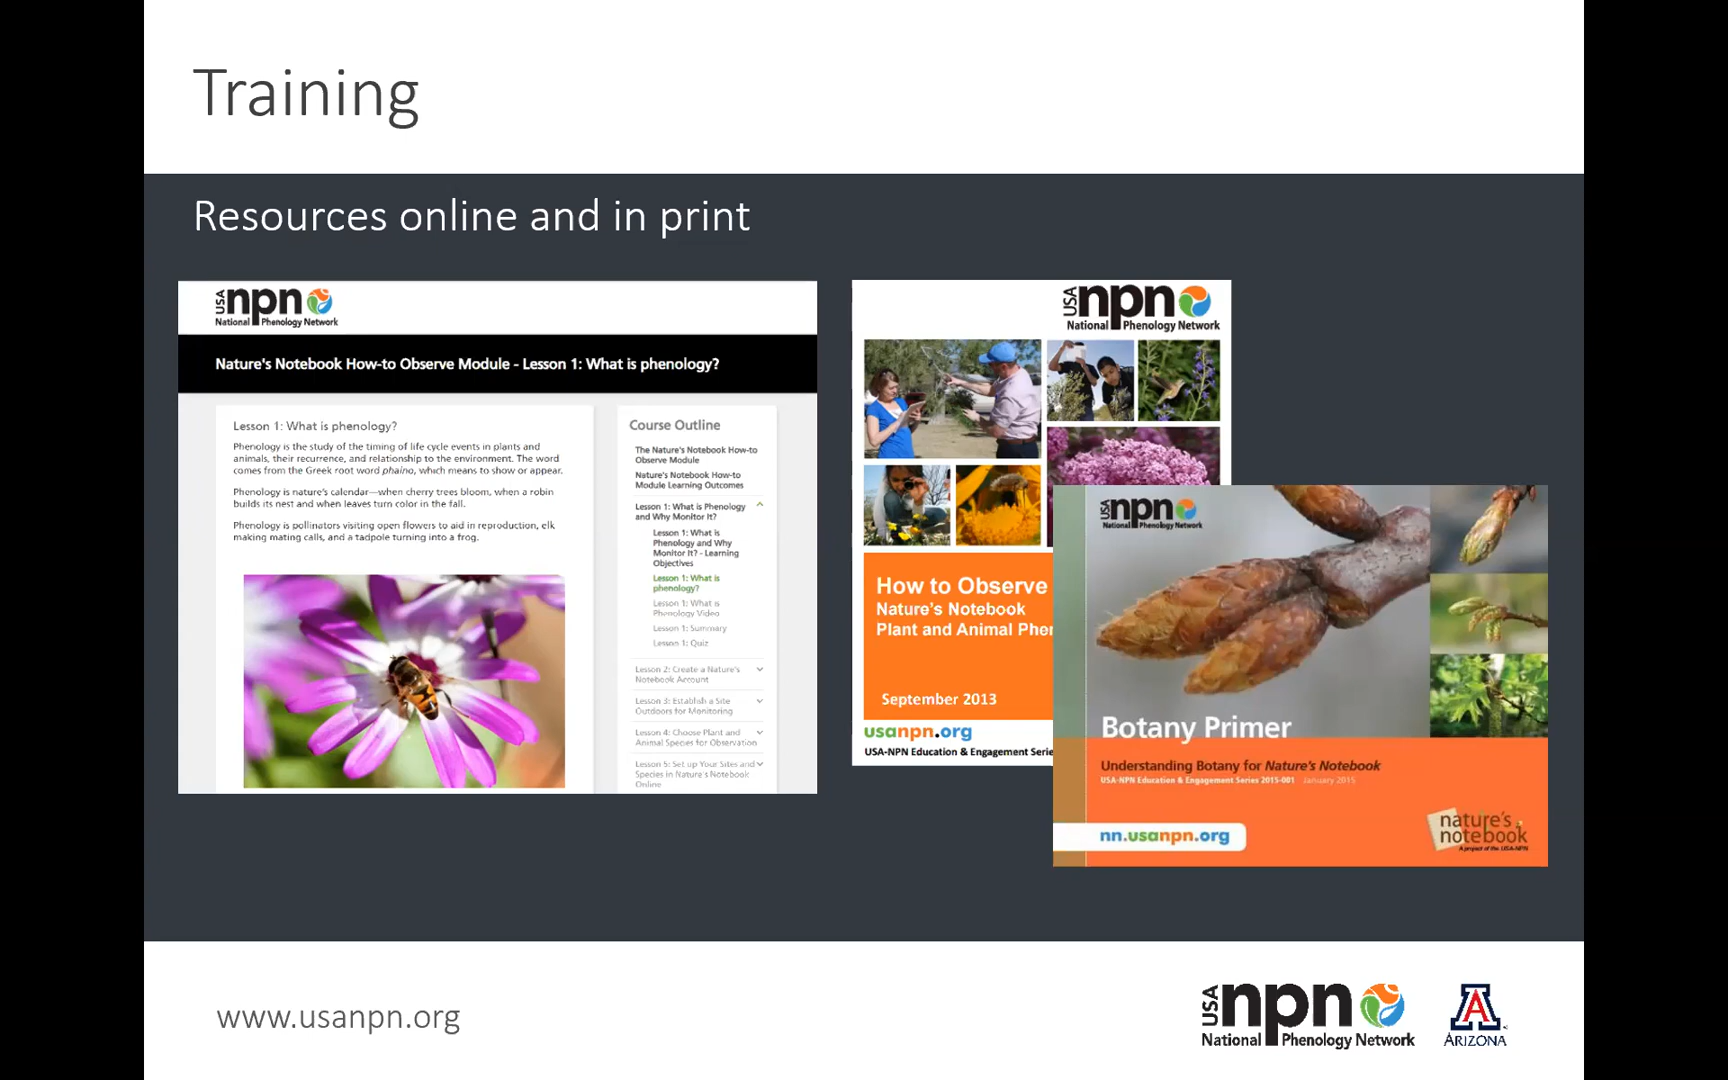 Training
Resources online and in print
USA
npn
National Phenology Network
Nature's Notebook How-to Observe Module - Lesson 1: What is phenology?
Lesson 1: What is phenology?
Phenology is the study of the timing of life cycle events in plants and
animals, their recurrence, and relationship to the environment. The word
comes from the Greek root word phaino, which means to show or appear.
Phenology is nature's calendar—when cherry trees bloom, when a robin
builds its nest and when leaves turn color in the fall.
Phenology is pollinators visiting open flowers to aid in reproduction, elk
making mating calls, and a tadpole turning into a frog.
Course Outline
The Nature's Notebook How-to
Observe Module
Nature's Notebook How-to
Module Learning Outcomes
Lesson 1: What is Phenology
and Why Monitor It?
Lesson 1: What is
Phenology and Why
Monitor It? - Learning
Objectives
Lesson 1: What is
phenology?
Lesson 1: What is
Phenology Video
Lesson 1: Summary
Lesson 1: Quiz
Lesson 2: Create a Nature's
Notebook Account
Lesson 3: Establish a Site
Outdoors for Monitoring
Lesson 4: Choose Plant and
Animal Species for Observation
Lesson 5: Set up Your Sites and
Species in Nature's Notebook
Online
USA
npn
National Phenology Network
How to Observe
Nature's Notebook
Plant and Animal Phe
September 2013
usanpn.org
USA-NPN Education & Engagement Serie
USA
npn
National Phenology Network
Botany Primer
Understanding Botany for Nature's Notebook
USA-NPN Education & Engagement Series 2015-001 January 2015
nn.usanpn.org
nature's
notebook
A project of the USA-NPN
www.usanpn.org
USA
npn
National Phenology Network
A
ARIZONA